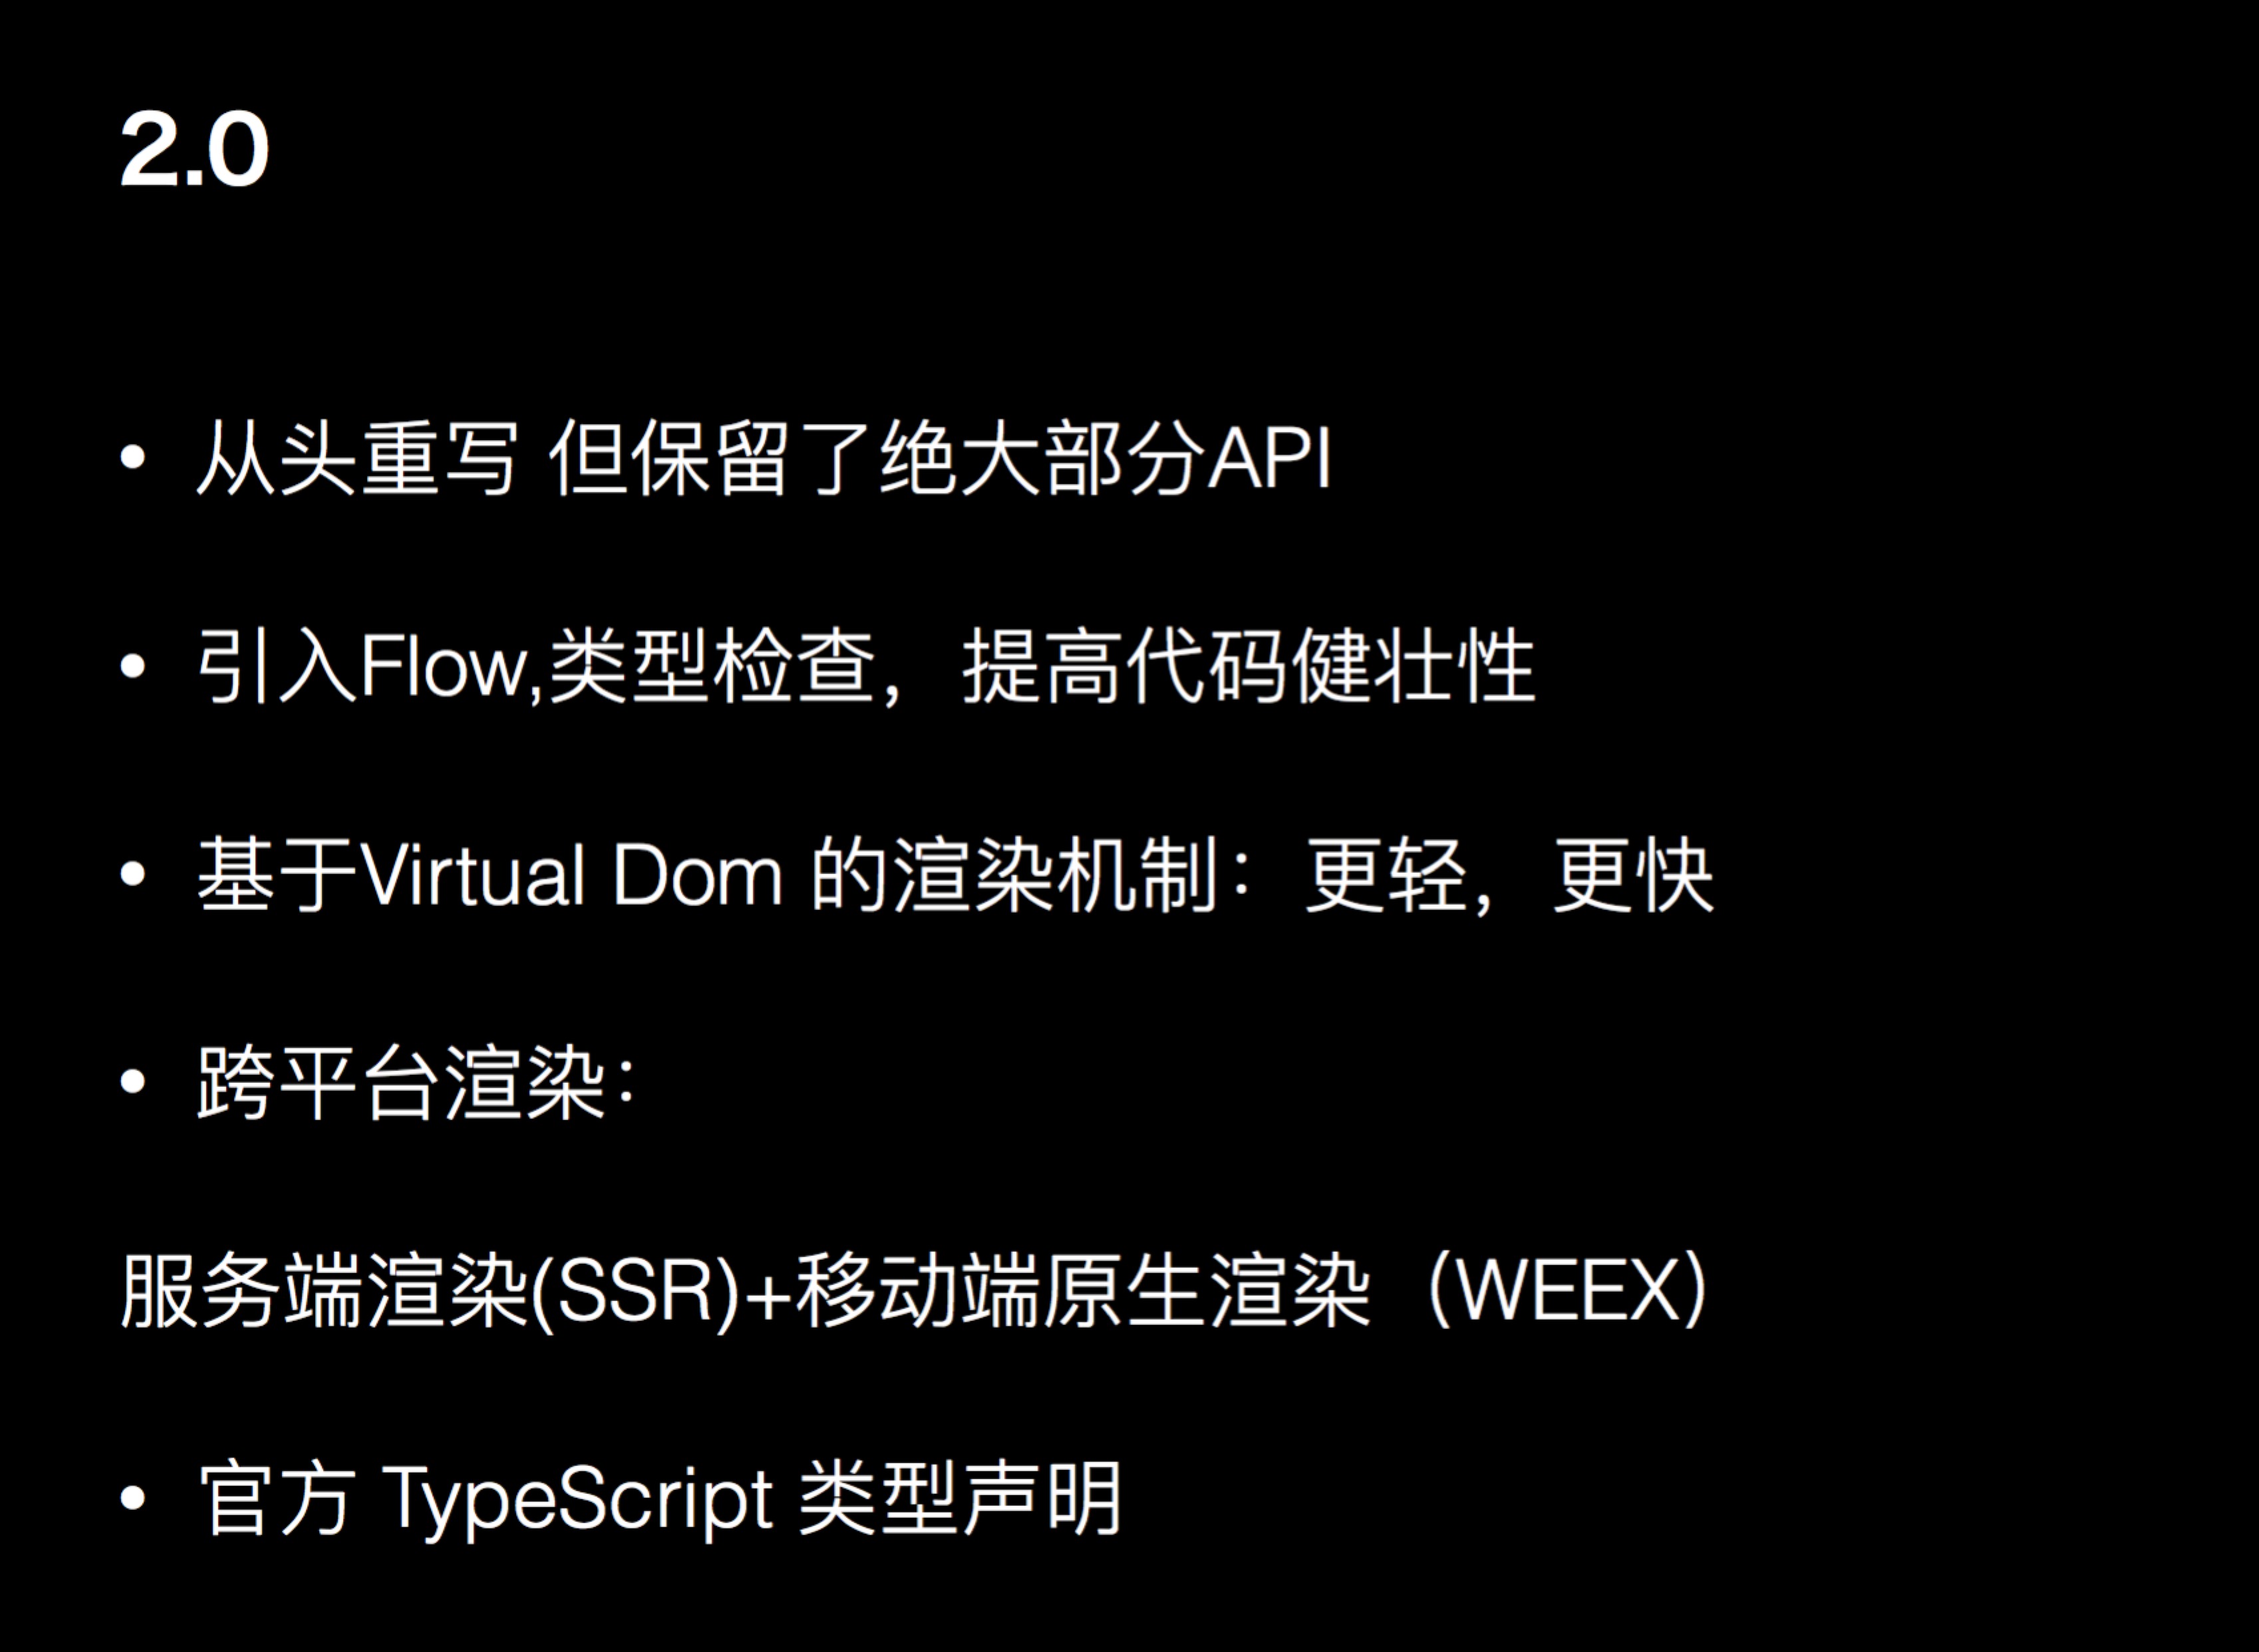 2.0
• 从头重写 但保留了绝大部分API
• 引入Flow,类型检查，提高代码健壮性
• 基于Virtual Dom 的渲染机制：更轻，更快
• 跨平台渲染：
服务端渲染(SSR)+移动端原生渲染（WEEX）
• 官方 TypeScript 类型声明